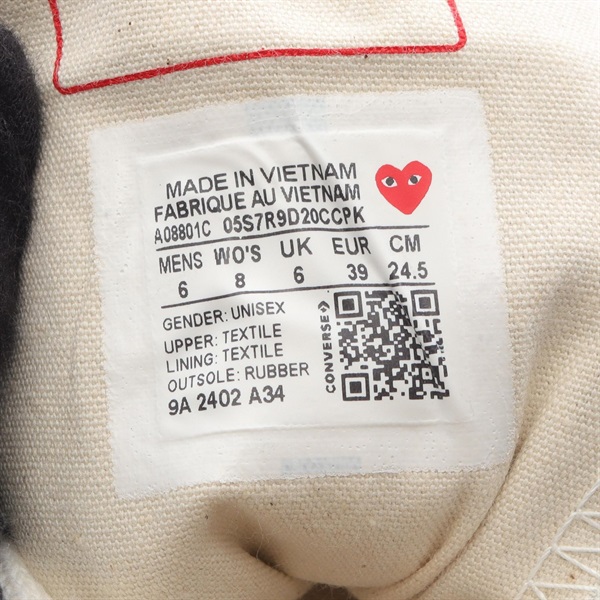 MADE IN VIETNAM
FABRIQUE AU VIETNAM
A08801C 05S7R9D20CCPK
MENS WO'S UK EUR CM
6 8 6 39 24.5
GENDER: UNISEX
UPPER: TEXTILE
LINING: TEXTILE
OUTSOLE: RUBBER
9A 2402 A34
CONVERSE